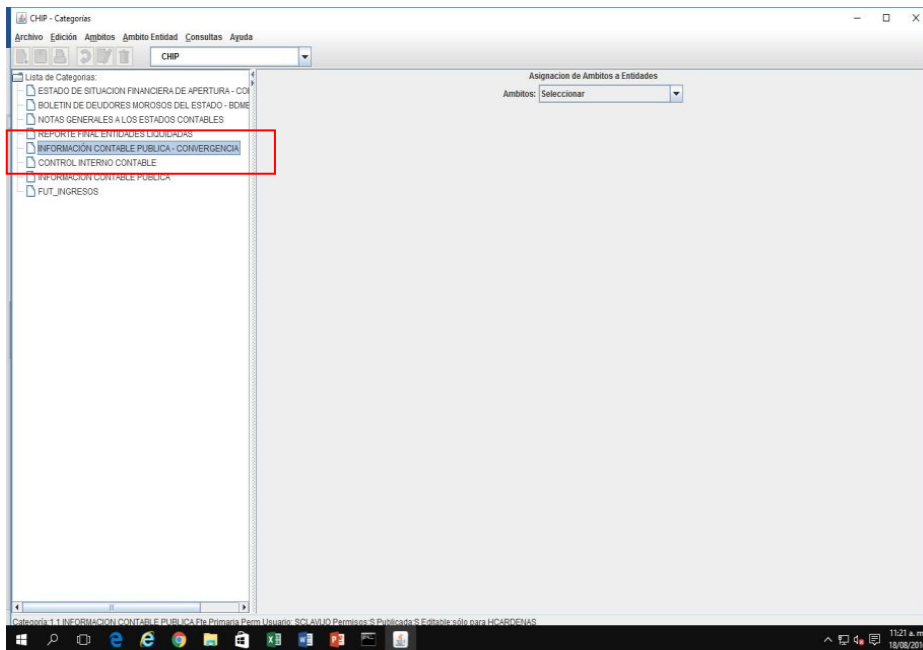 CHIP - Categorías
Archivo Edición Ambitos Ambito Entidad Consultas Ayuda
CHIP
Lista de Categorias:
ESTADO DE SITUACION FINANCIERA DE APERTURA - CO
BOLETIN DE DEUDORES MOROSOS DEL ESTADO - BDME
NOTAS GENERALES A LOS ESTADOS CONTABLES
REPORTE FINAL ENTIDADES LIQUIDADAS
INFORMACIÓN CONTABLE PUBLICA - CONVERGENCIA
CONTROL INTERNO CONTABLE
INFORMACION CONTABLE PUBLICA
FUT_INGRESOS
Asignacion de Ambitos a Entidades
Ambitos: Seleccionar
Categoría:1.1 INFORMACION CONTABLE PUBLICA Fte Primaria Perm Usuario: SCLAVIJO Permisos:S Publicada:S Editable:sólo para HCARDENAS
11:21 a. m
18/08/201